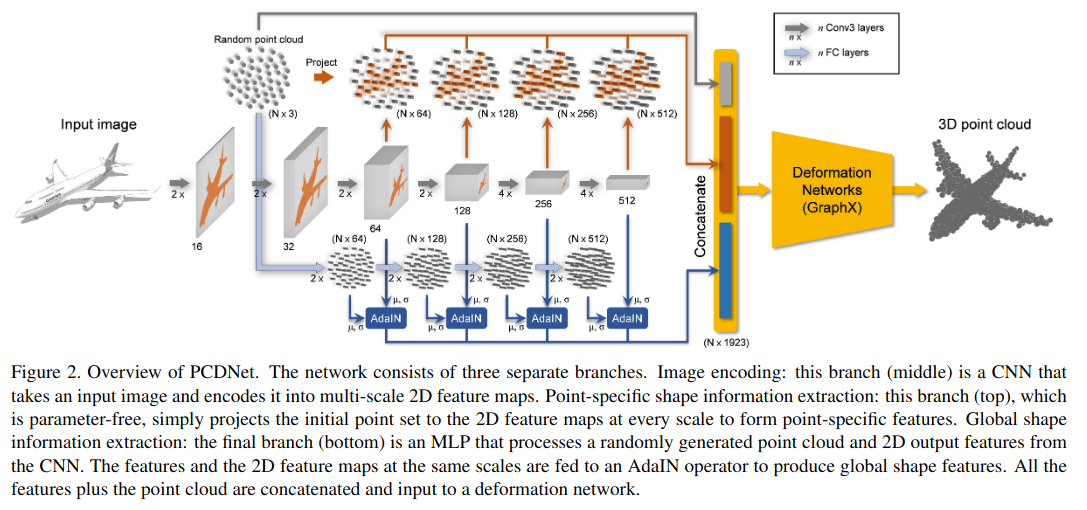 Random point cloud
n X
n Conv3 layers
n X
n FC layers
Project
(N x 3)
(N x 64)
(N x 128)
(N x 256)
(N x 512)
Input image
3D point cloud
2 x
2 x
2 x
2 x
4 x
4 x
16
32
64
128
256
512
Concatenate
Deformation
Networks
(GraphX)
(N x 64)
(N x 128)
(N x 256)
(N x 512)
2 x
2 x
2 x
2 x
μ, σ
μ, σ
μ, σ
μ, σ
AdaIN
AdaIN
AdaIN
AdaIN
μ, σ
μ, σ
μ, σ
μ, σ
(N x 1923)
Figure 2. Overview of PCDNet. The network consists of three separate branches. Image encoding: this branch (middle) is a CNN that
takes an input image and encodes it into multi-scale 2D feature maps. Point-specific shape information extraction: this branch (top), which
is parameter-free, simply projects the initial point set to the 2D feature maps at every scale to form point-specific features. Global shape
information extraction: the final branch (bottom) is an MLP that processes a randomly generated point cloud and 2D output features from
the CNN. The features and the 2D feature maps at the same scales are fed to an AdaIN operator to produce global shape features. All the
features plus the point cloud are concatenated and input to a deformation network.